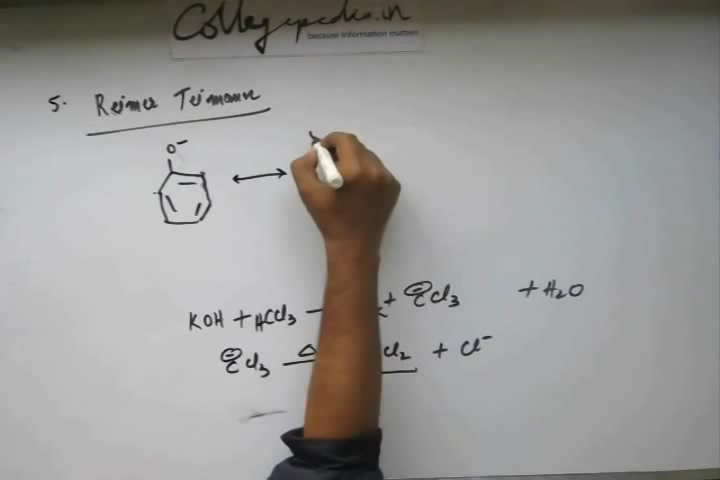 Collegepedia.in
because information matters
5. Reimer Teimann
O⁻ ↔
KOH + HCCl₃ + ⊖CCl₃ + H₂O
⊖CCl₃ Δ Cl₂ + Cl⁻